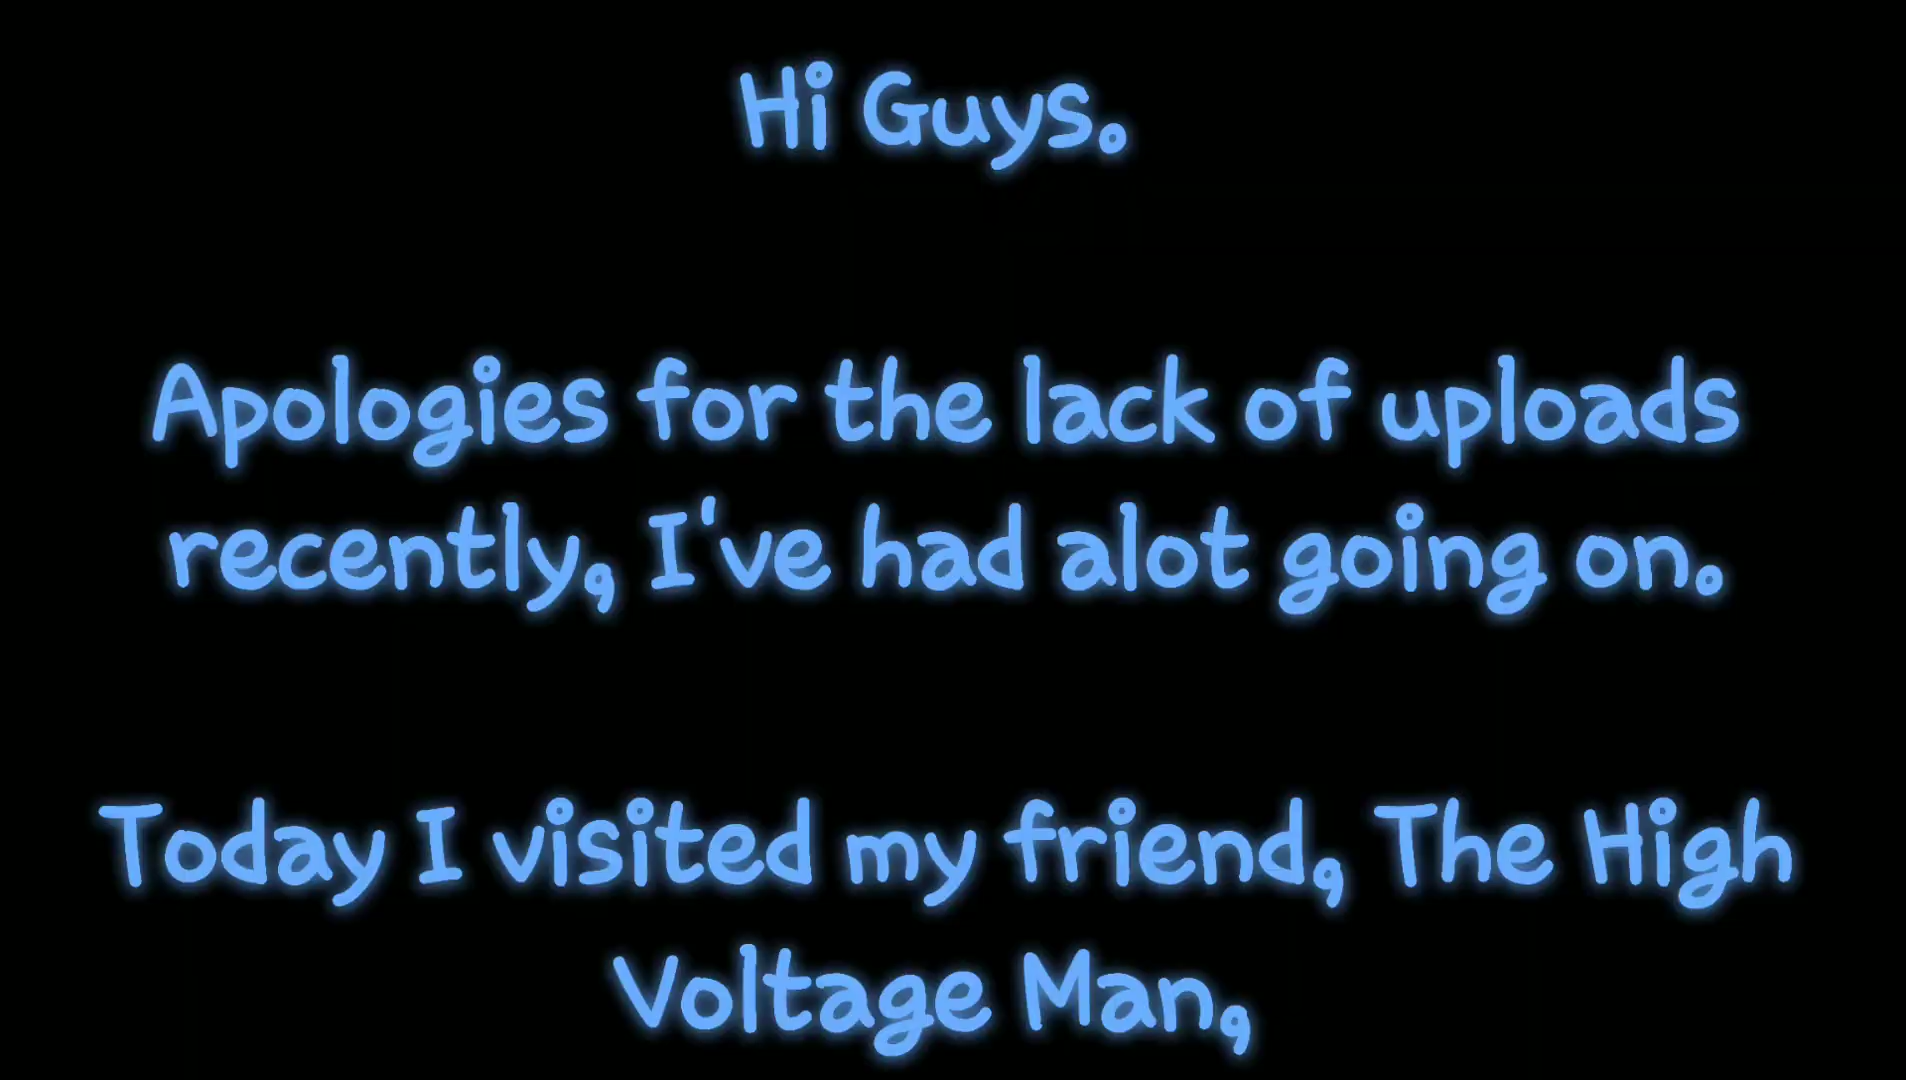 Hi Guys.
Apologies for the lack of uploads
recently, I've had alot going on.
Today I visited my friend, The High
Voltage Man,